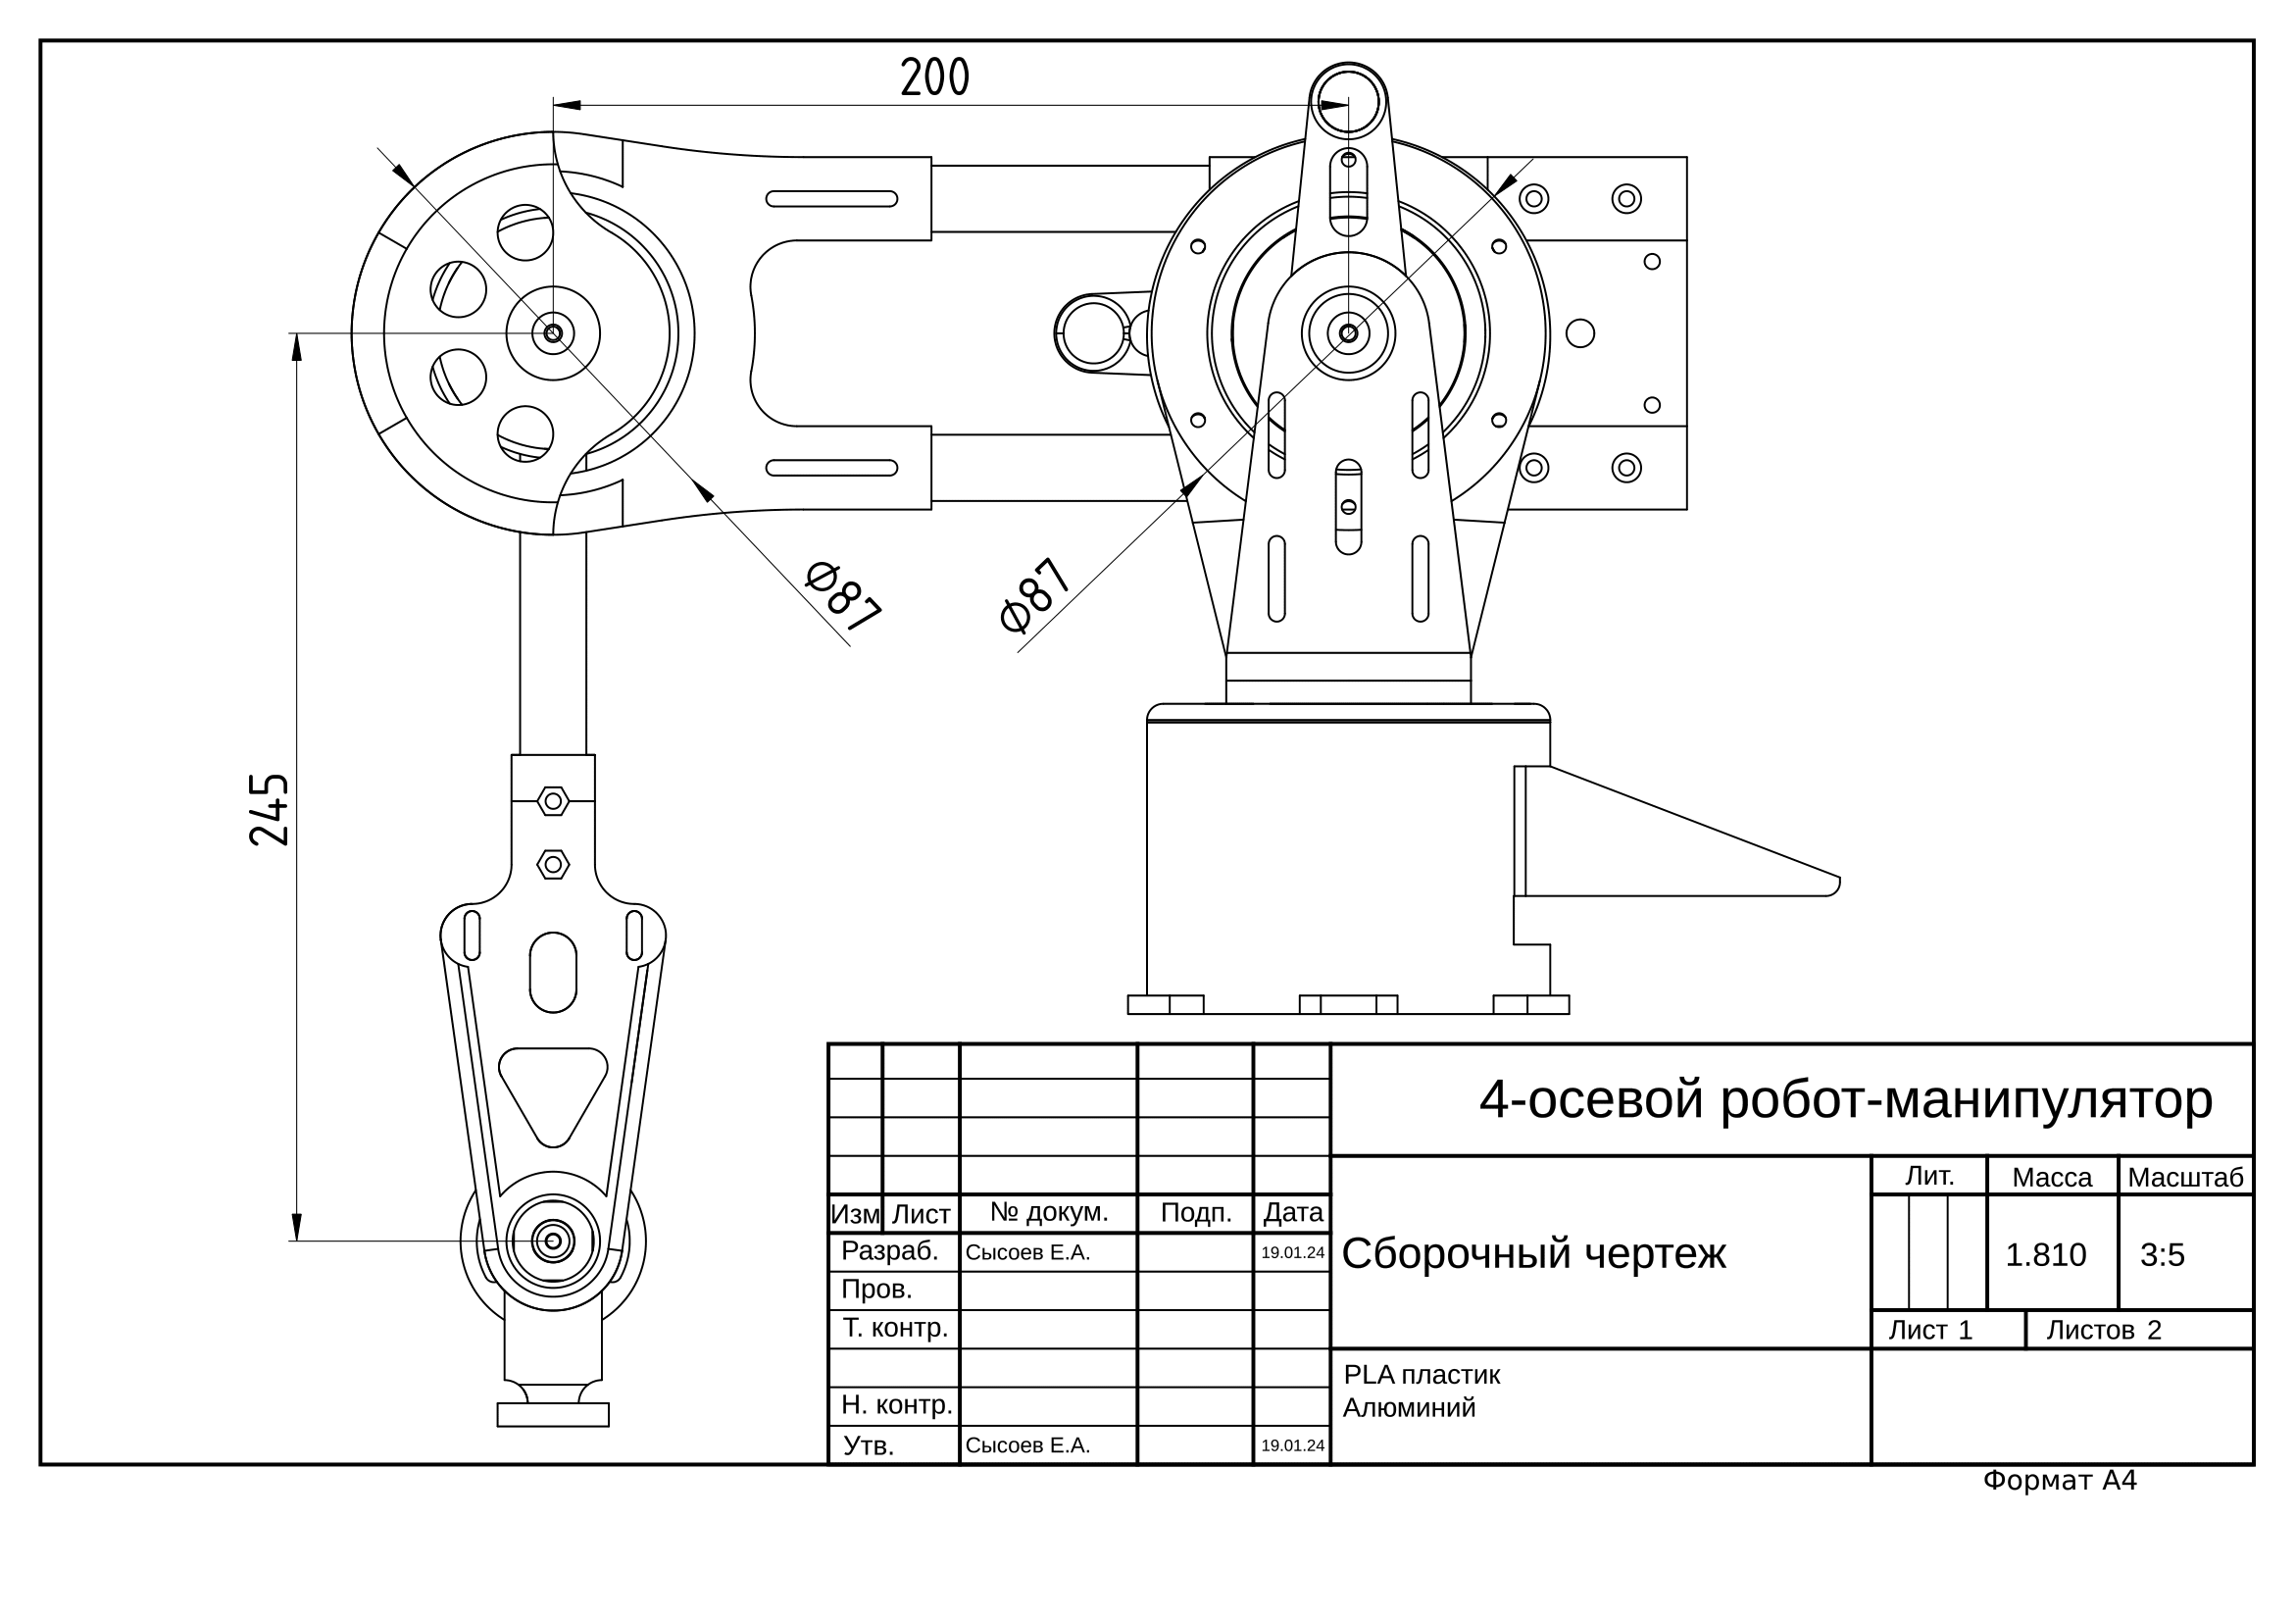 200
⌀87
⌀87
245
4-осевой робот-манипулятор
Лит. Масса Масштаб
Изм Лист № докум. Подп. Дата
Разраб. Сысоев Е.А. 19.01.24
Сборочный чертеж
1.810 3:5
Пров.
Т. контр.
Лист 1 Листов 2
PLA пластик
Алюминий
Н. контр.
Утв. Сысоев Е.А. 19.01.24
Формат А4